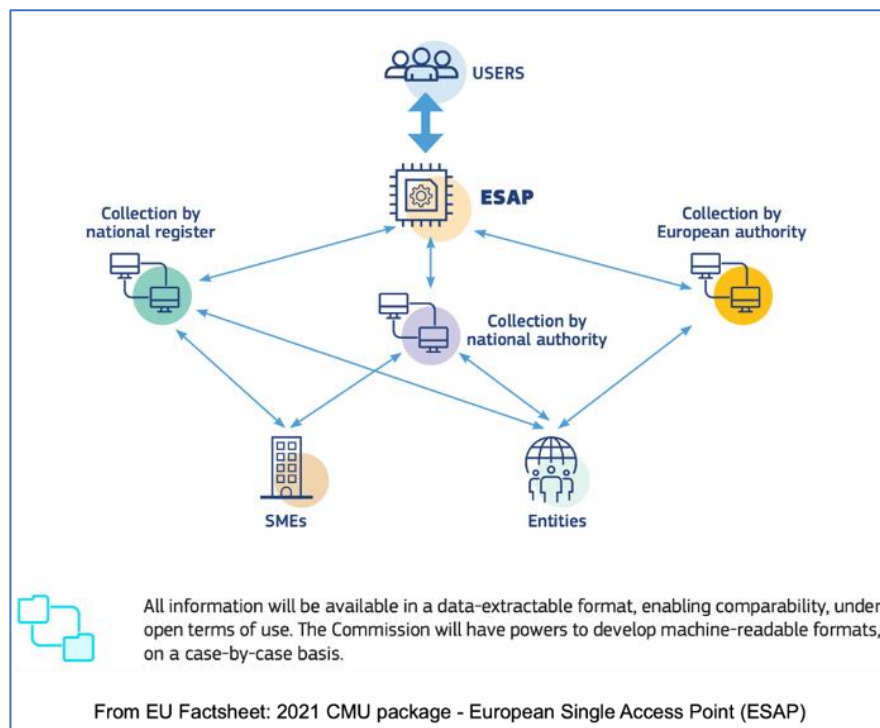 USERS
ESAP
Collection by
national register
Collection by
European authority
Collection by
national authority
SMEs
Entities
All information will be available in a data-extractable format, enabling comparability, under
open terms of use. The Commission will have powers to develop machine-readable formats,
on a case-by-case basis.
From EU Factsheet: 2021 CMU package - European Single Access Point (ESAP)